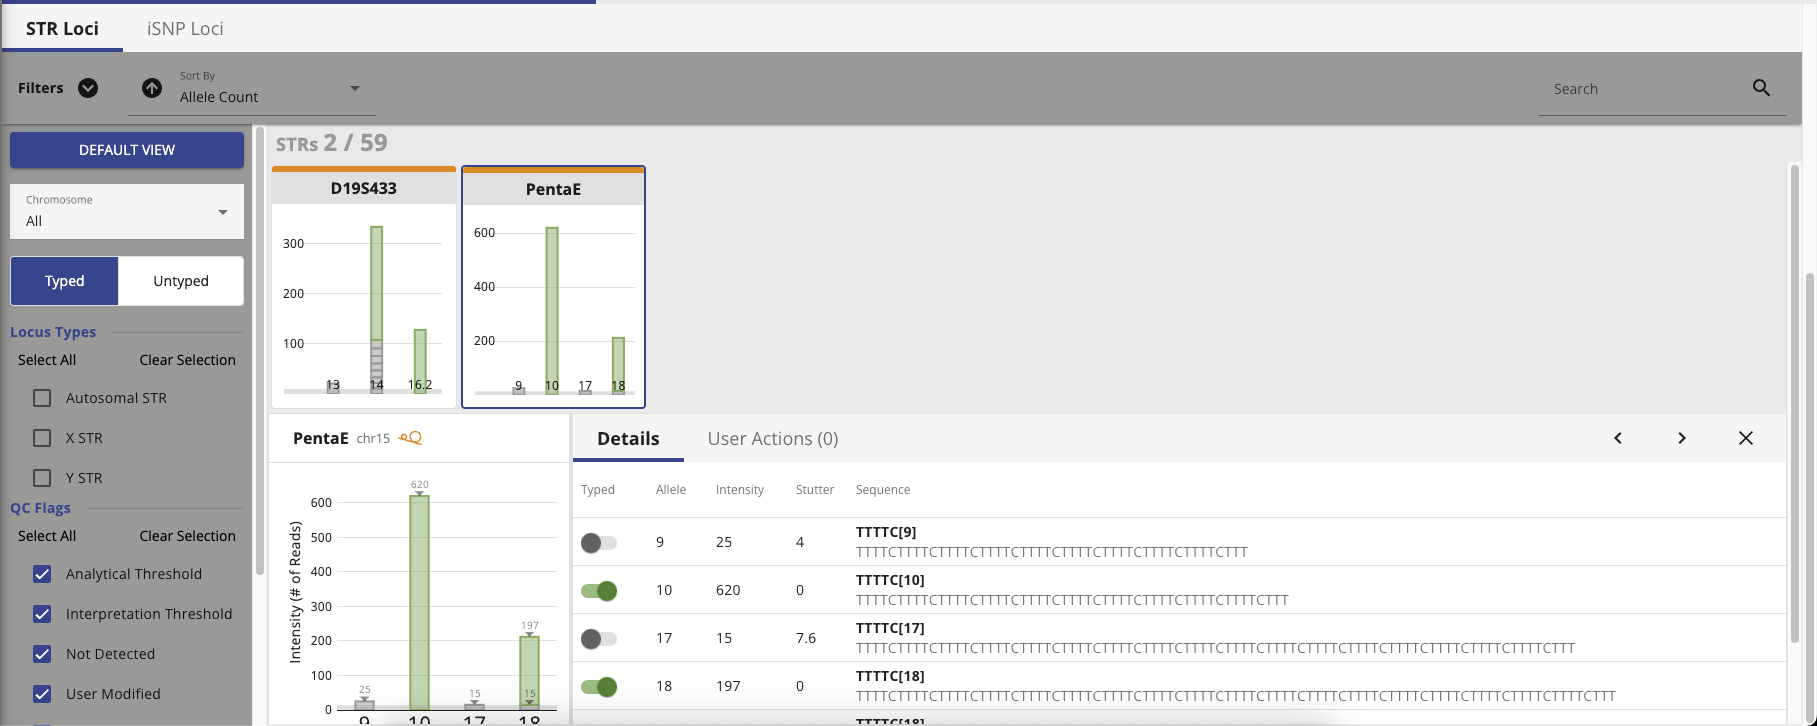 STR Loci
iSNP Loci
Filters
Sort By
Allele Count
Search
DEFAULT VIEW
Chromosome
All
Typed
Untyped
Locus Types
Select All
Clear Selection
Autosomal STR
X STR
Y STR
QC Flags
Select All
Clear Selection
Analytical Threshold
Interpretation Threshold
Not Detected
User Modified
STRs 2 / 59
D19S433
300
200
100
13
14
16.2
PentaE
600
400
200
9
10
17
18
PentaE chr15
Intensity (# of Reads)
600
500
400
300
200
100
0
25
620
15
197
15
9
10
17
18
Details
User Actions (0)
Typed Allele Intensity Stutter Sequence
9 25 4 TTTTC[9]
TTTTCTTTTCTTTTCTTTTCTTTTCTTTTCTTTTCTTTTCTTTTCTTT
10 620 0 TTTTC[10]
TTTTCTTTTCTTTTCTTTTCTTTTCTTTTCTTTTCTTTTCTTTTCTTTTCTTT
17 15 7.6 TTTTC[17]
TTTTCTTTTCTTTTCTTTTCTTTTCTTTTCTTTTCTTTTCTTTTCTTTTCTTTTCTTTTCTTTTCTTTTCTTTTCTTTTCTTTTCTTT
18 197 0 TTTTC[18]
TTTTCTTTTCTTTTCTTTTCTTTTCTTTTCTTTTCTTTTCTTTTCTTTTCTTTTCTTTTCTTTTCTTTTCTTTTCTTTTCTTTTCTTTTCTTT
TTTTC[18]